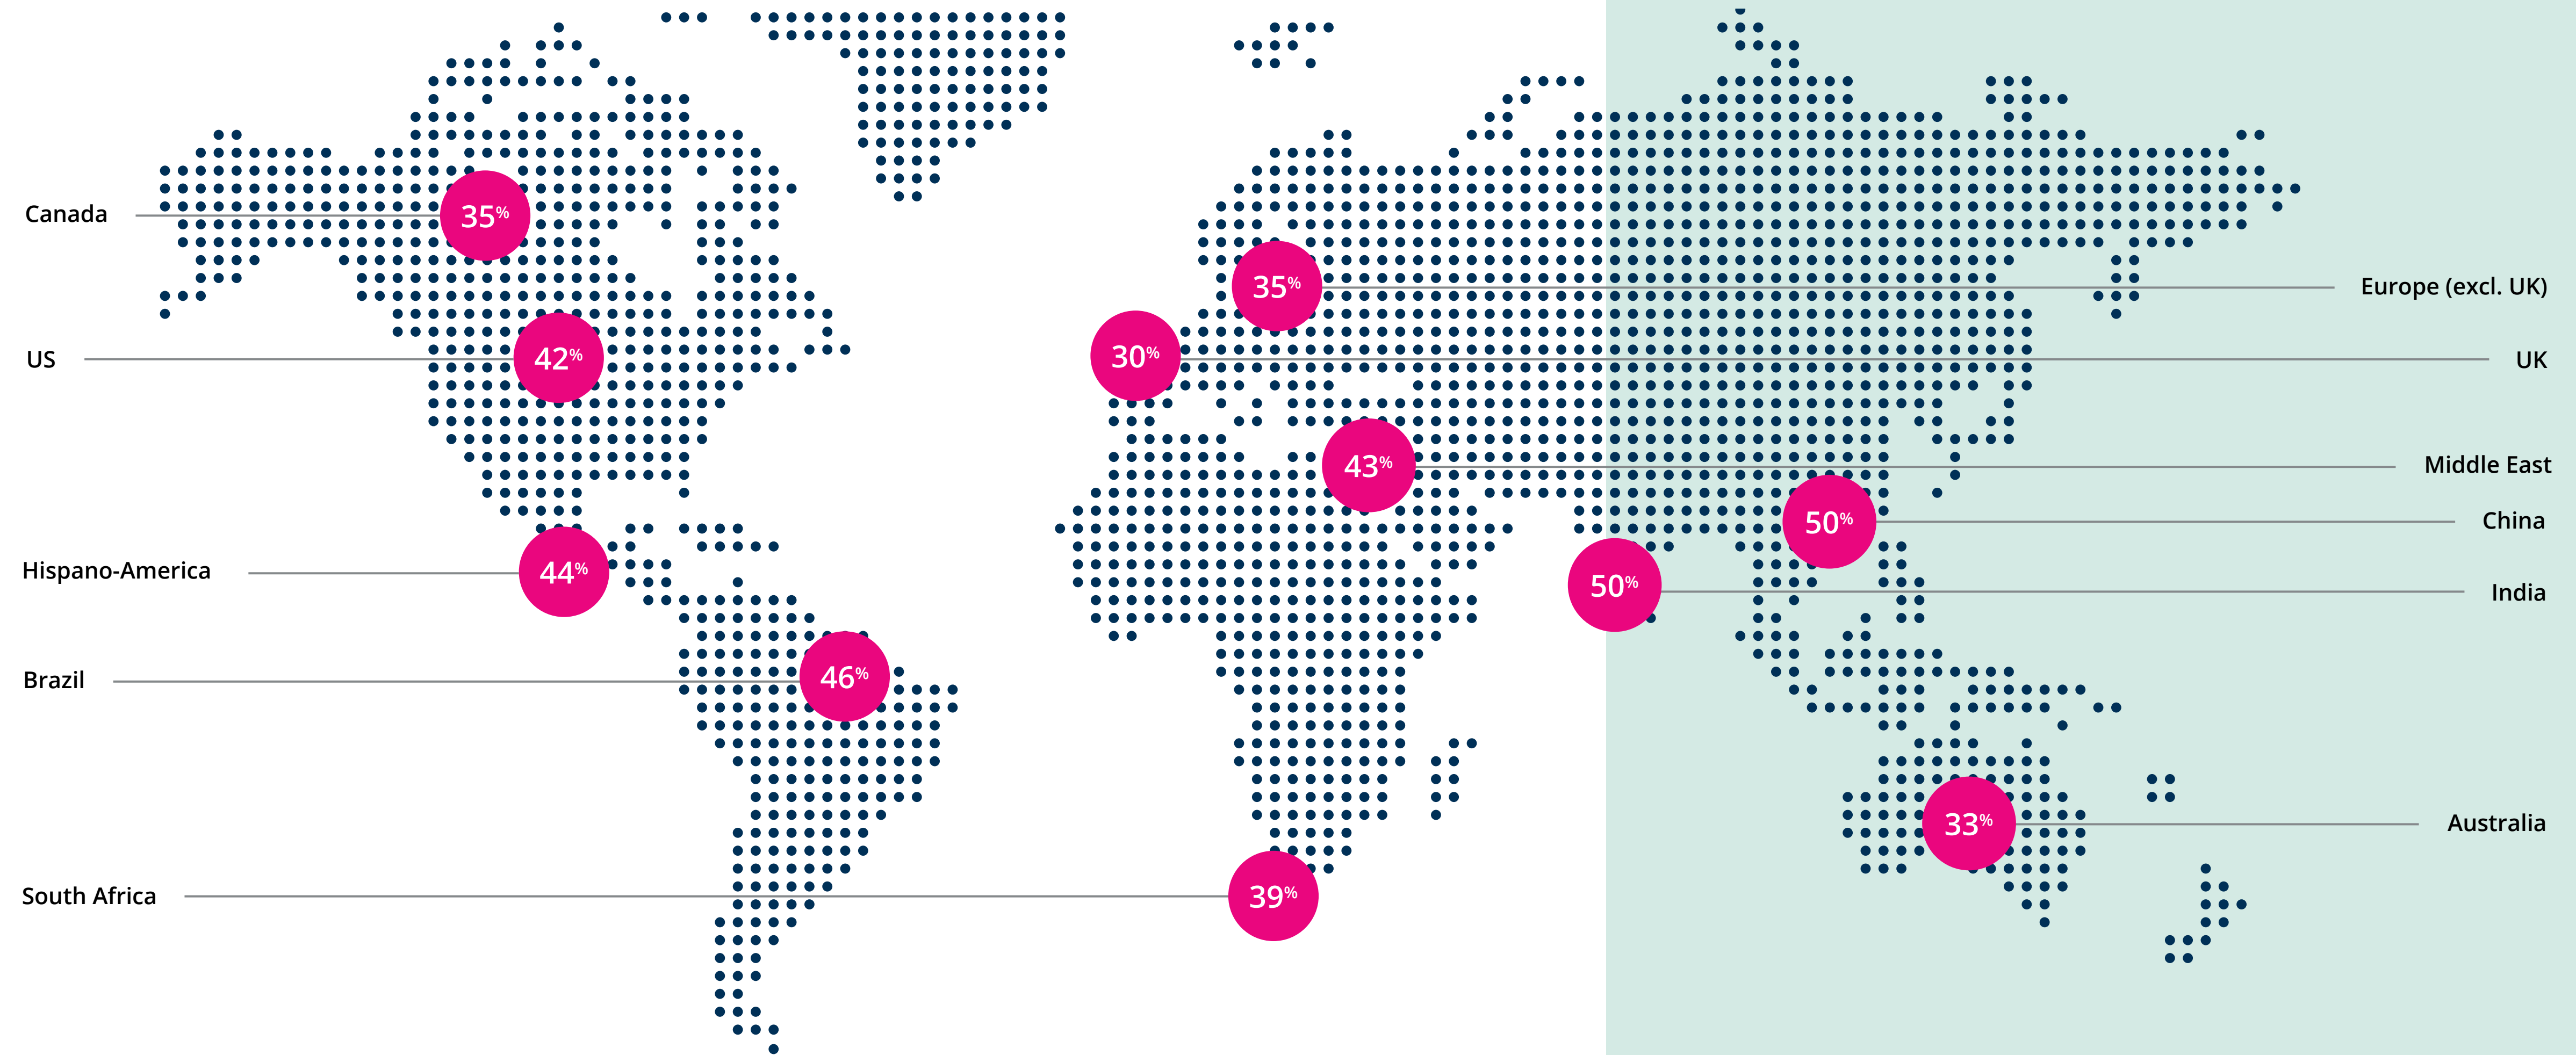 Canada 35%
35% Europe (excl. UK)
US 42%
30% UK
43% Middle East
50% China
Hispano-America 44%
50% India
Brazil 46%
33% Australia
South Africa 39%